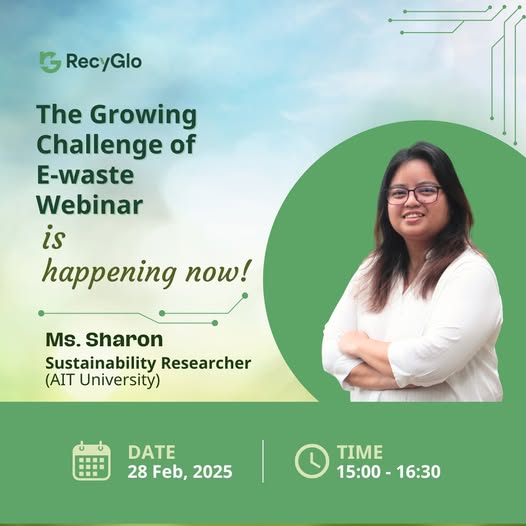 RecyGlo
The Growing
Challenge of
E-waste
Webinar
is
happening now!
Ms. Sharon
Sustainability Researcher
(AIT University)
DATE
28 Feb, 2025
TIME
15:00 - 16:30